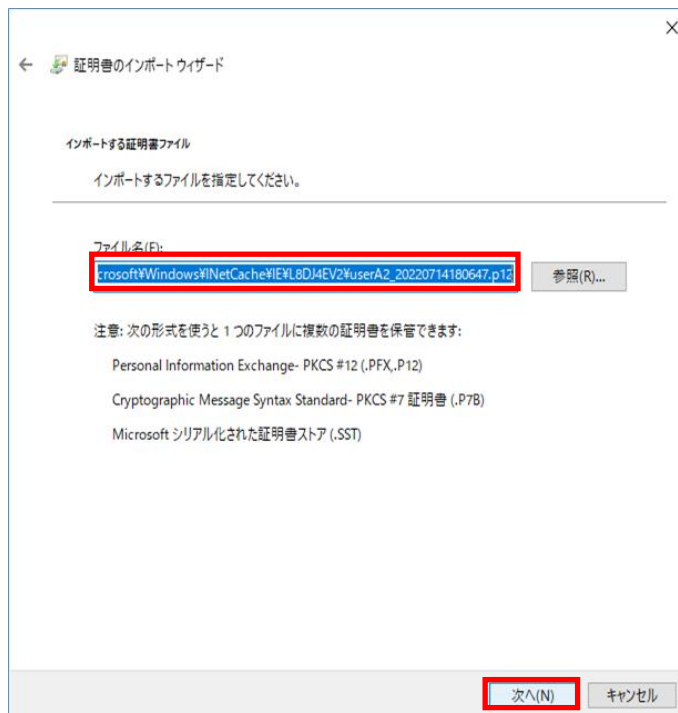 証明書のインポート ウィザード
インポートする証明書ファイル
インポートするファイルを指定してください。
ファイル名(F):
crosoft¥Windows¥INetCache¥IE¥L8DJ4EV2¥userA2_20220714180647.p12
参照(R)...
注意: 次の形式を使うと 1 つのファイルに複数の証明書を保管できます:
Personal Information Exchange- PKCS #12 (.PFX,.P12)
Cryptographic Message Syntax Standard- PKCS #7 証明書 (.P7B)
Microsoft シリアル化された証明書ストア (.SST)
次へ(N)
キャンセル